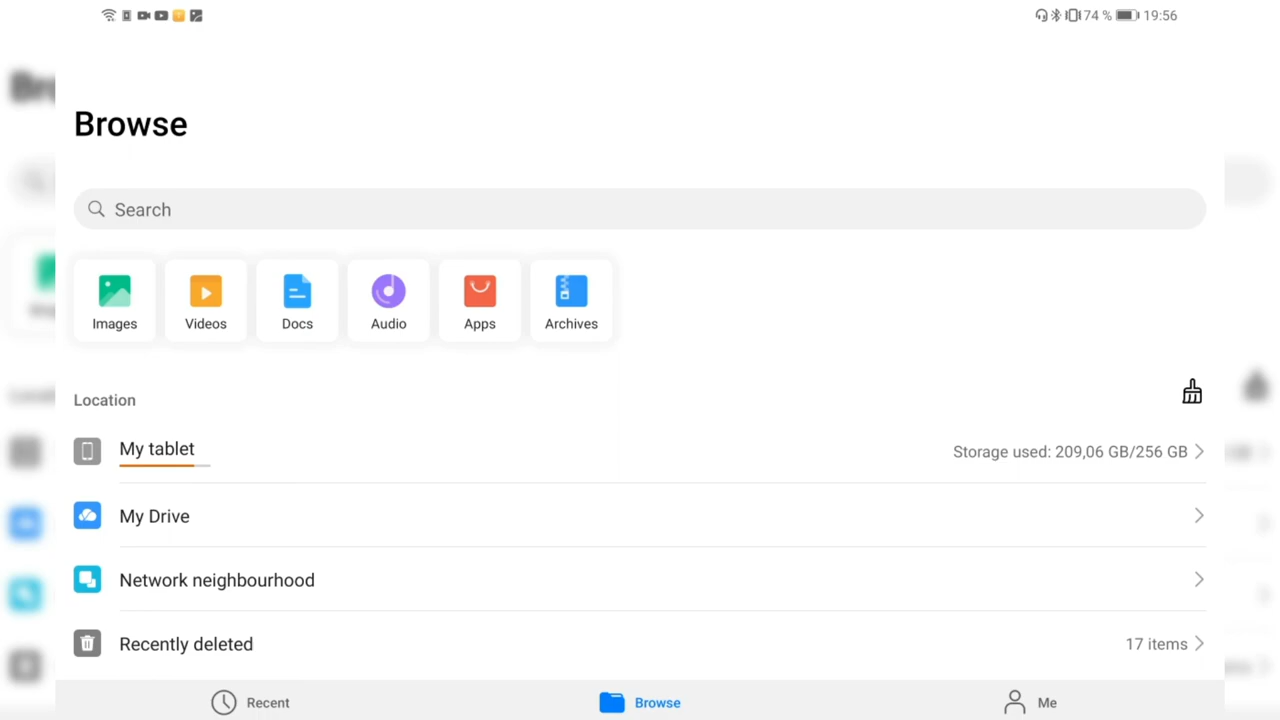 74 % 19:56
Browse
Search
Images Videos Docs Audio Apps Archives
Location
My tablet Storage used: 209,06 GB/256 GB
My Drive
Network neighbourhood
Recently deleted 17 items
Recent Browse Me